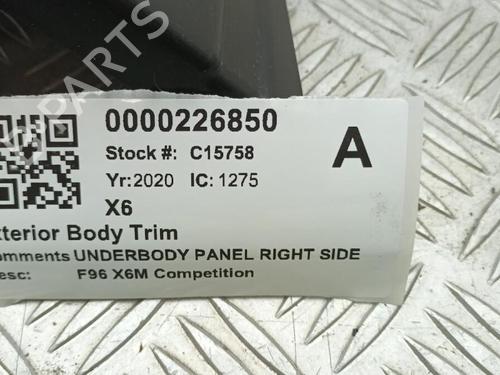 0000226850
Stock #: C15758 A
Yr:2020 IC: 1275
X6
xterior Body Trim
omments UNDERBODY PANEL RIGHT SIDE
esc: F96 X6M Competition
PARTS